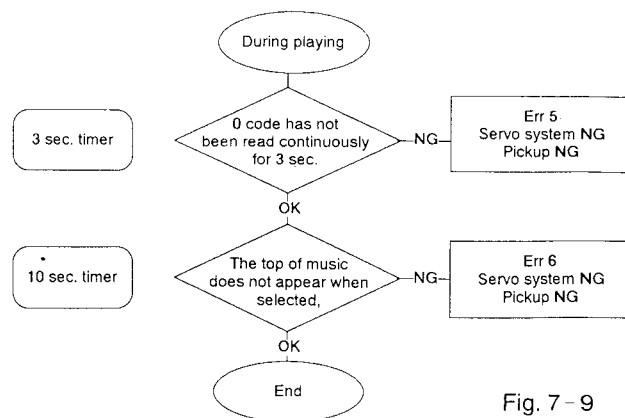 During playing
3 sec. timer
0 code has not
been read continuously
for 3 sec.
NG
Err 5
Servo system NG
Pickup NG
OK
10 sec. timer
The top of music
does not appear when
selected,
NG
Err 6
Servo system NG
Pickup NG
OK
End
Fig. 7-9